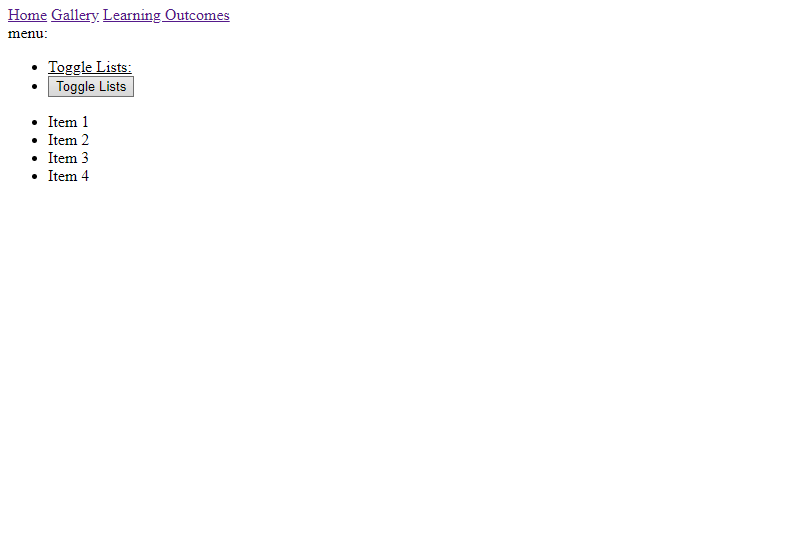 Home Gallery Learning Outcomes
menu:
Toggle Lists:
Toggle Lists
Item 1
Item 2
Item 3
Item 4